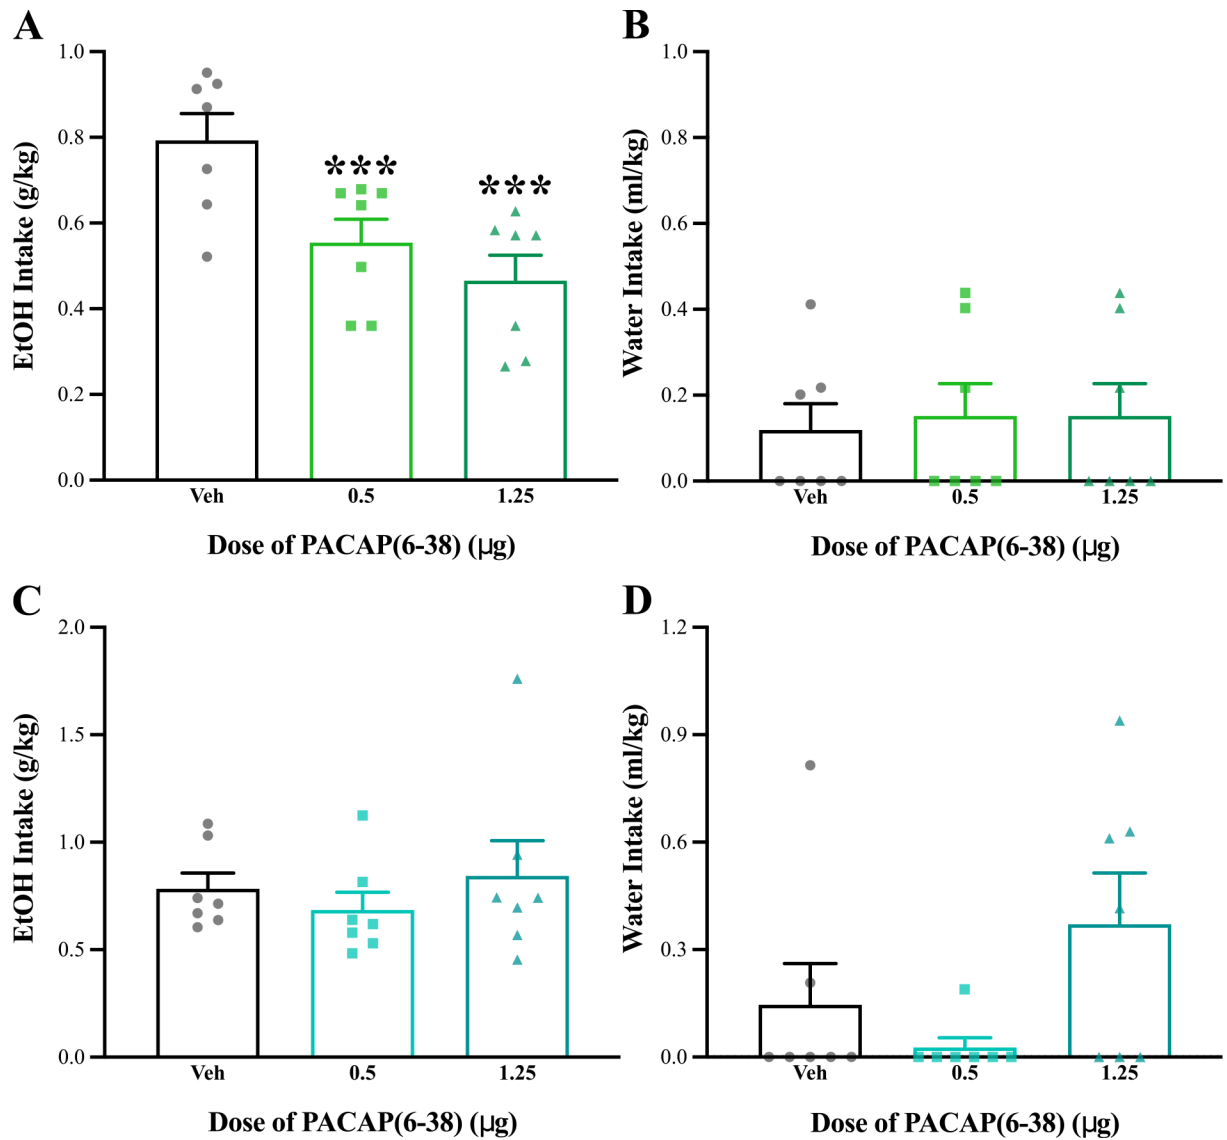 A
EtOH Intake (g/kg)
1.0
0.8
0.6
0.4
0.2
0.0
***
***
Veh
0.5
1.25
Dose of PACAP(6-38) (µg)
B
Water Intake (ml/kg)
1.0
0.8
0.6
0.4
0.2
0.0
Veh
0.5
1.25
Dose of PACAP(6-38) (µg)
C
EtOH Intake (g/kg)
2.0
1.5
1.0
0.5
0.0
Veh
0.5
1.25
Dose of PACAP(6-38) (µg)
D
Water Intake (ml/kg)
1.2
0.9
0.6
0.3
0.0
Veh
0.5
1.25
Dose of PACAP(6-38) (µg)